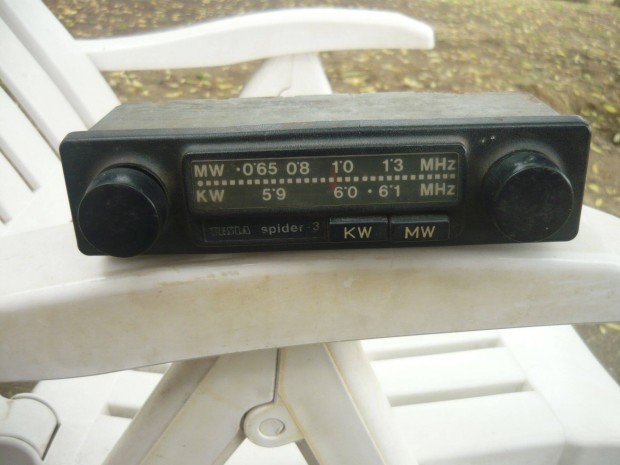 MW ·0'65 0'8 1'0 1'3 MHz
KW 5'9 6'0 · 6'1 MHz
TESLA spider-3 KW MW